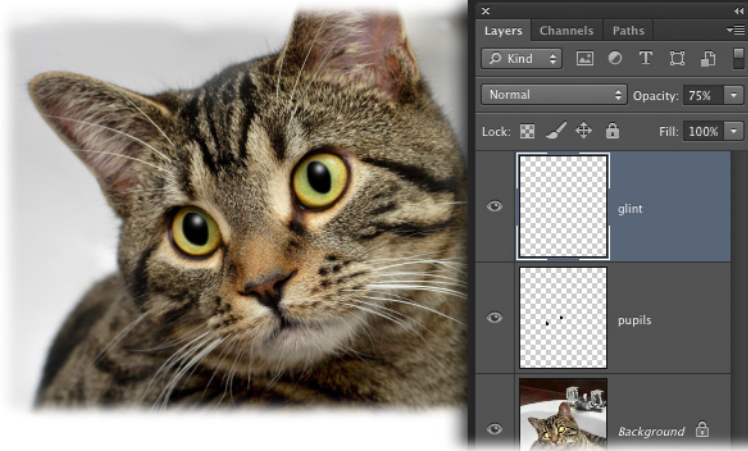 Layers Channels Paths
Kind
Normal Opacity: 75%
Lock: Fill: 100%
glint
pupils
Background